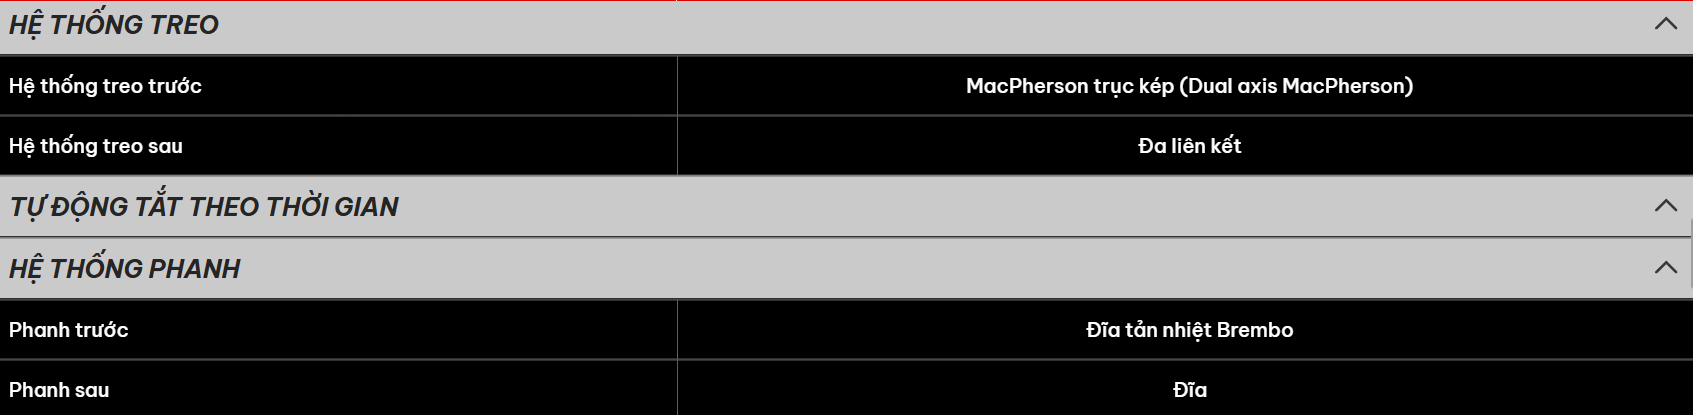 HỆ THỐNG TREO
Hệ thống treo trước MacPherson trục kép (Dual axis MacPherson)
Hệ thống treo sau Đa liên kết
TỰ ĐỘNG TẮT THEO THỜI GIAN
HỆ THỐNG PHANH
Phanh trước Đĩa tản nhiệt Brembo
Phanh sau Đĩa